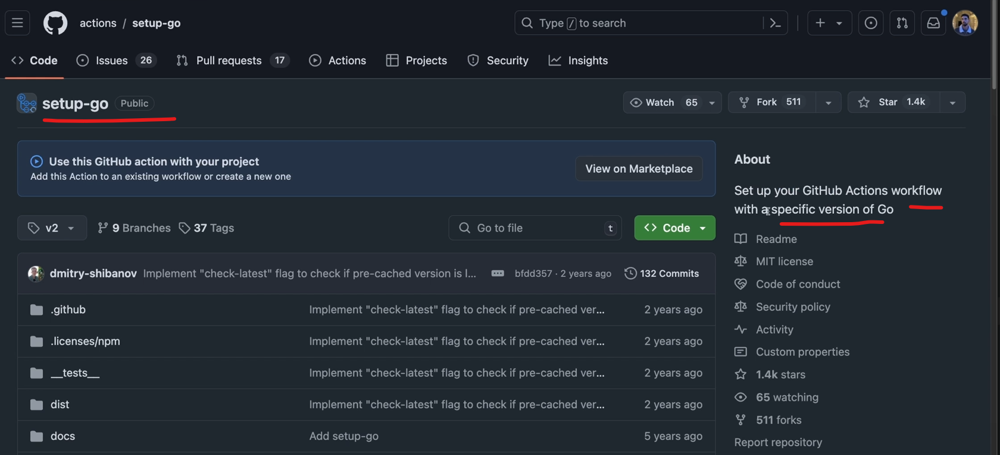 actions / setup-go
Type / to search
Code
Issues 26
Pull requests 17
Actions
Projects
Security
Insights
setup-go Public
Watch 65
Fork 511
Star 1.4k
Use this GitHub action with your project
Add this Action to an existing workflow or create a new one
View on Marketplace
v2
9 Branches
37 Tags
Go to file t
Code
dmitry-shibanov Implement "check-latest" flag to check if pre-cached version is l... bfdd357 · 2 years ago 132 Commits
.github Implement "check-latest" flag to check if pre-cached ver... 2 years ago
.licenses/npm Implement "check-latest" flag to check if pre-cached ver... 2 years ago
__tests__ Implement "check-latest" flag to check if pre-cached ver... 2 years ago
dist Implement "check-latest" flag to check if pre-cached ver... 2 years ago
docs Add setup-go 5 years ago
About
Set up your GitHub Actions workflow
with a specific version of Go
Readme
MIT license
Code of conduct
Security policy
Activity
Custom properties
1.4k stars
65 watching
511 forks
Report repository